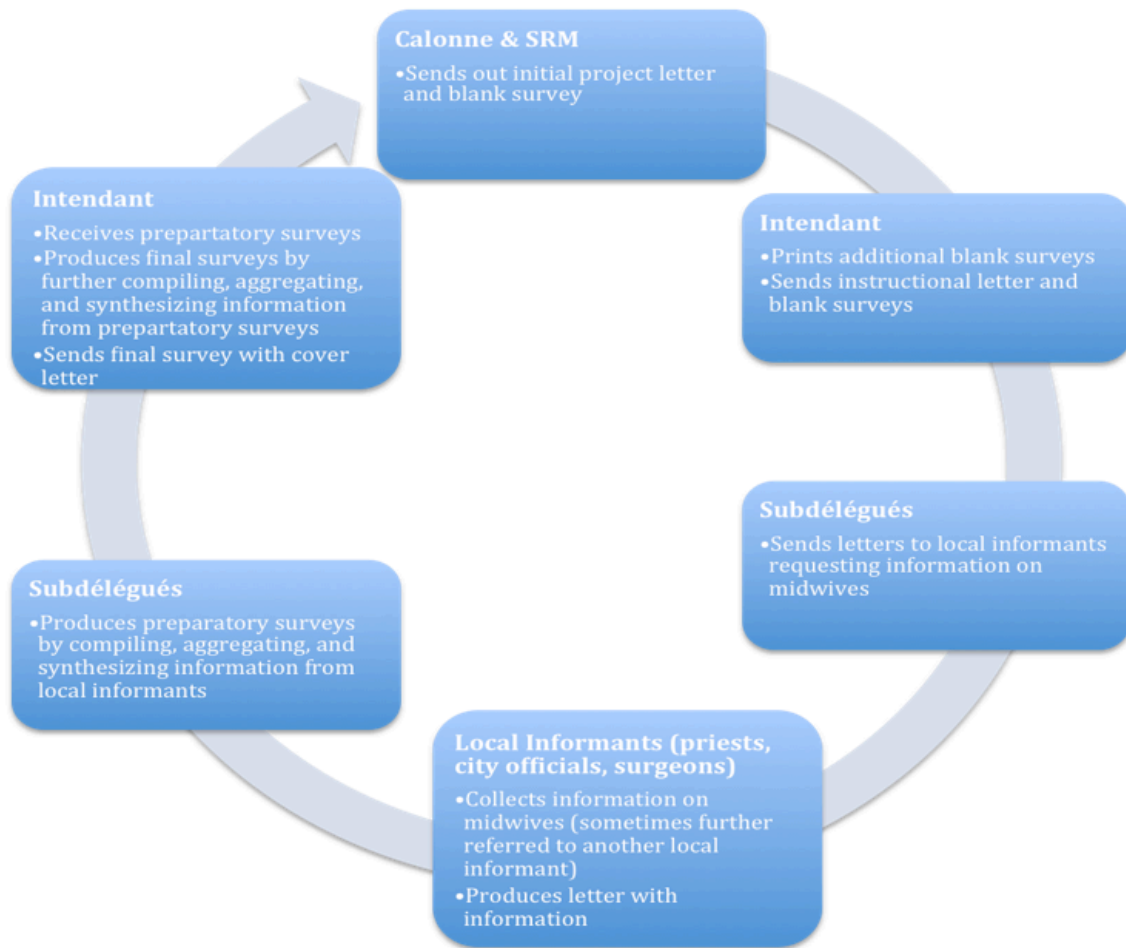 Calonne & SRM
•Sends out initial project letter
and blank survey
Intendant
•Prints additional blank surveys
•Sends instructional letter and
blank surveys
Subdélégués
•Sends letters to local informants
requesting information on
midwives
Local Informants (priests,
city officials, surgeons)
•Collects information on
midwives (sometimes further
referred to another local
informant)
•Produces letter with
information
Subdélégués
•Produces preparatory surveys
by compiling, aggregating, and
synthesizing information from
local informants
Intendant
•Receives prepartatory surveys
•Produces final surveys by
further compiling, aggregating,
and synthesizing information
from prepartatory surveys
•Sends final survey with cover
letter